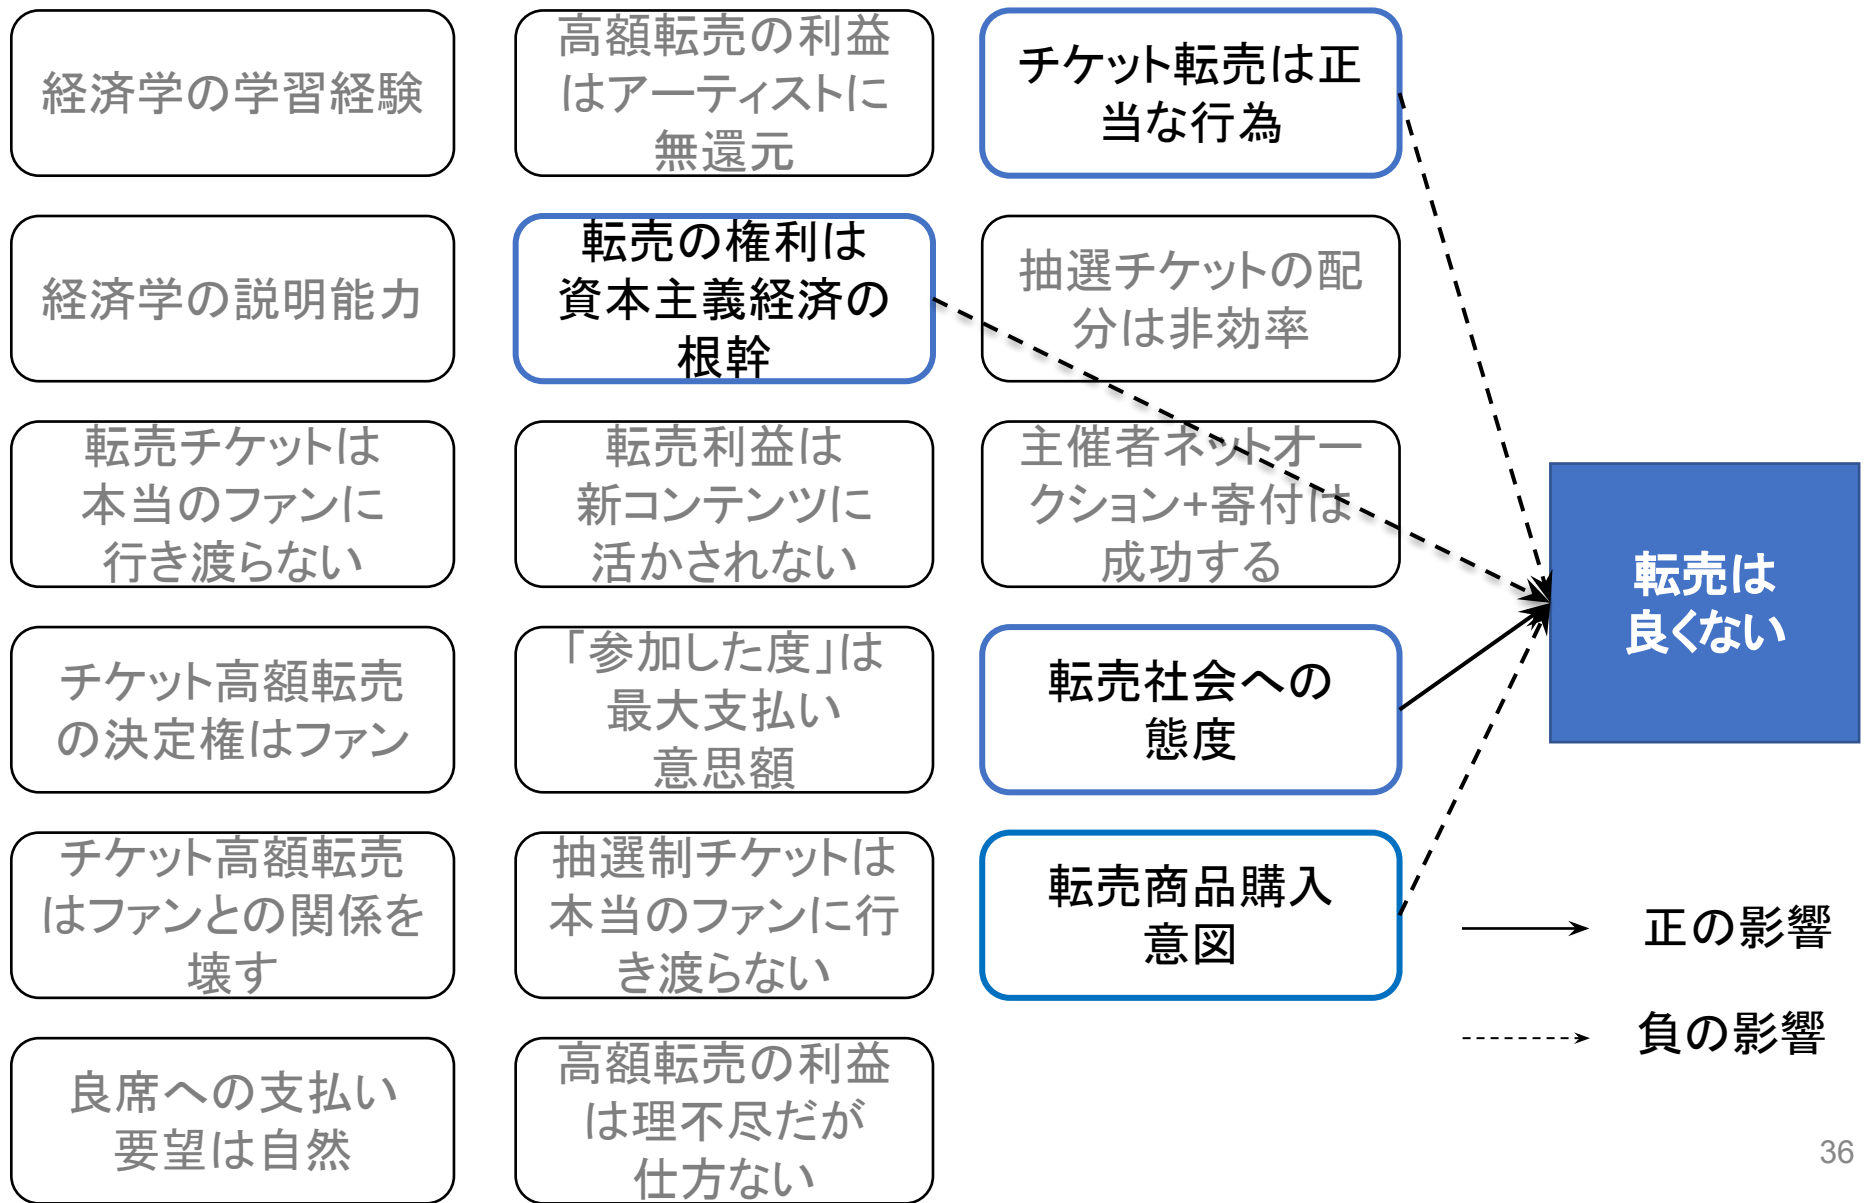 経済学の学習経験
高額転売の利益
はアーティストに
無還元
チケット転売は正
当な行為
経済学の説明能力
転売の権利は
資本主義経済の
根幹
抽選チケットの配
分は非効率
転売チケットは
本当のファンに
行き渡らない
転売利益は
新コンテンツに
活かされない
主催者ネットオー
クション+寄付は
成功する
転売は
良くない
チケット高額転売
の決定権はファン
「参加した度」は
最大支払い
意思額
転売社会への
態度
チケット高額転売
はファンとの関係を
壊す
抽選制チケットは
本当のファンに行
き渡らない
転売商品購入
意図
正の影響
負の影響
良席への支払い
要望は自然
高額転売の利益
は理不尽だが
仕方ない
36